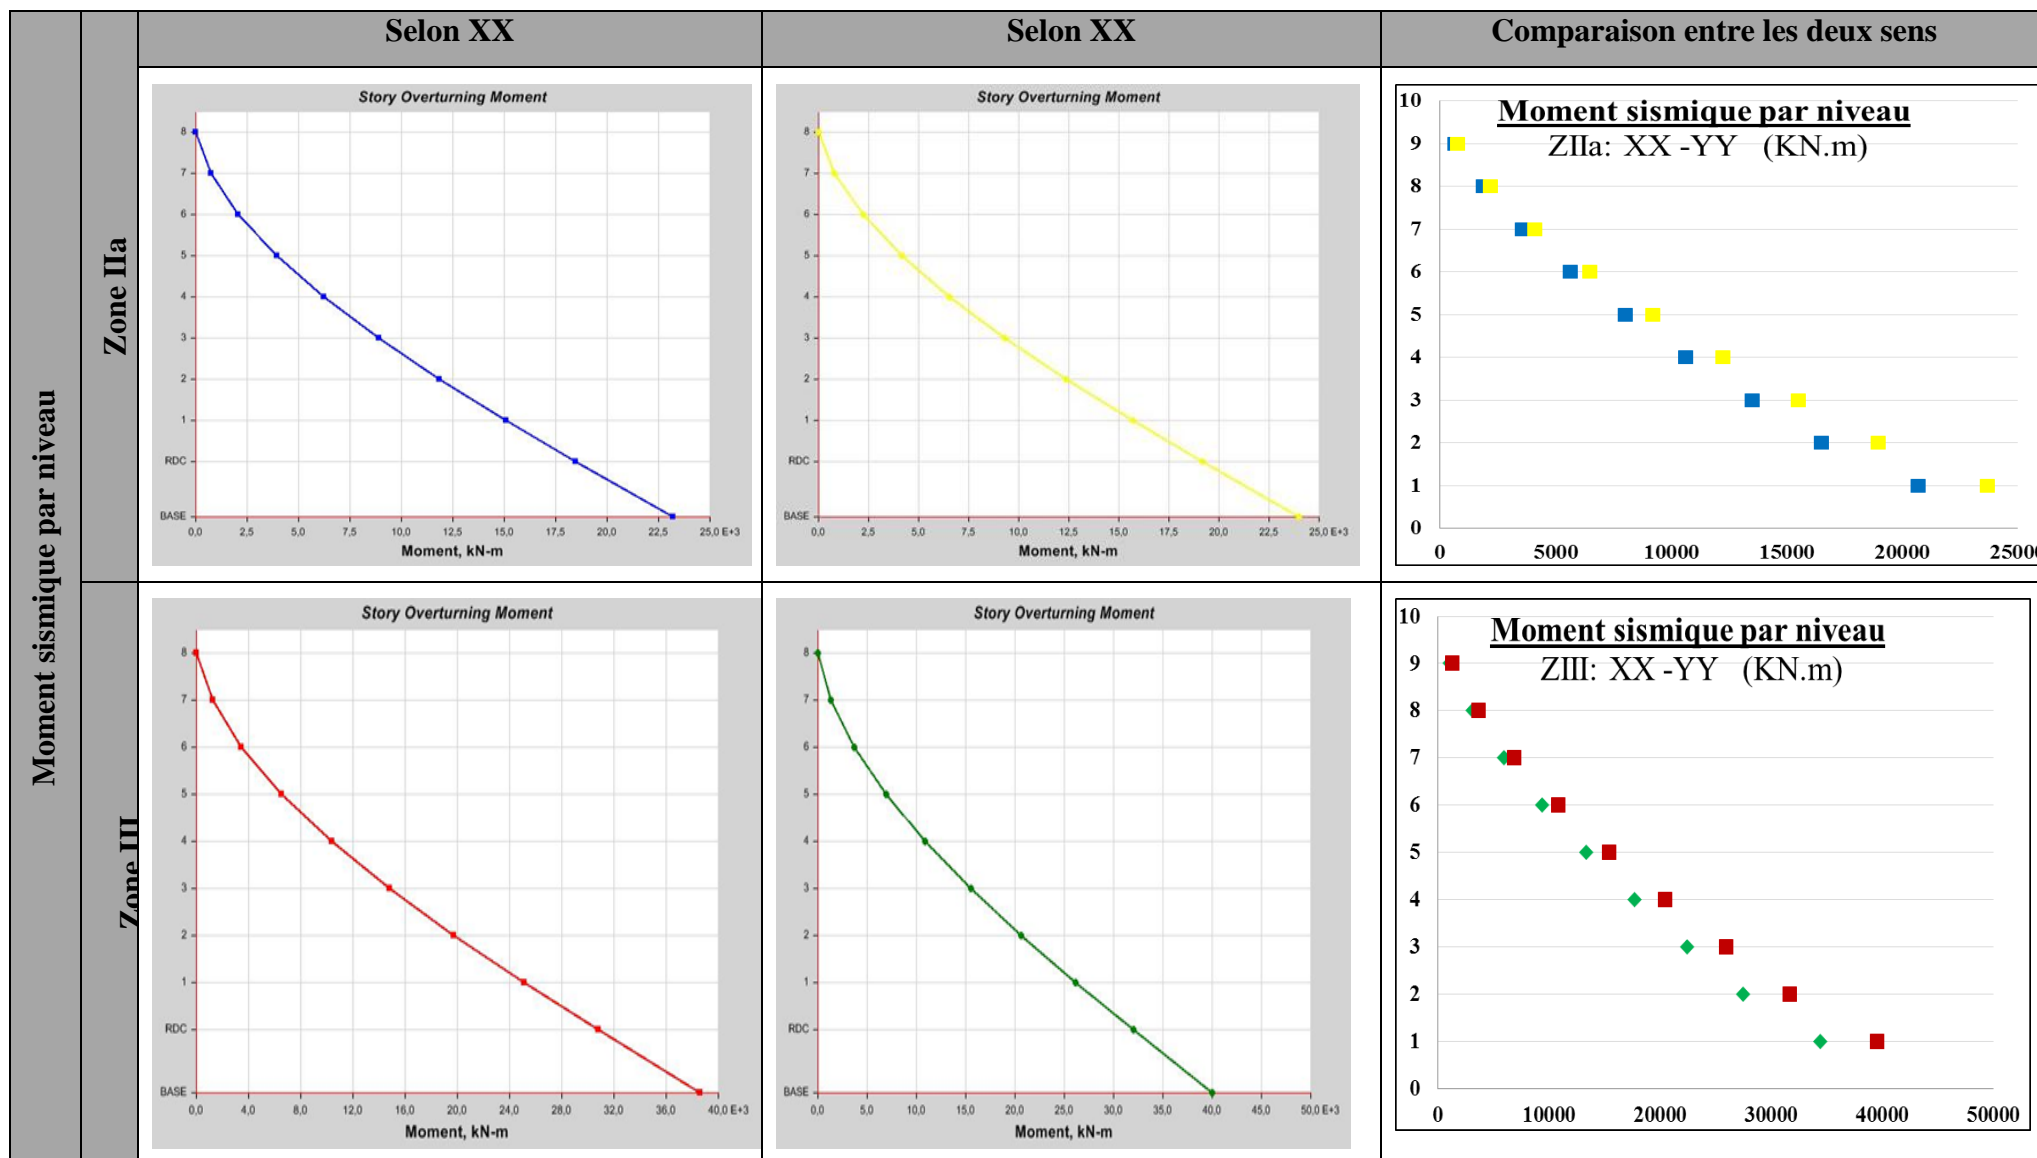 Selon XX
Selon XX
Comparaison entre les deux sens
Moment sismique par niveau
Zone IIa
Story Overturning Moment
8
7
6
5
4
3
2
1
RDC
BASE
0,0 2,5 5,0 7,5 10,0 12,5 15,0 17,5 20,0 22,5 25,0 E+3
Moment, kN-m
Story Overturning Moment
8
7
6
5
4
3
2
1
RDC
BASE
0,0 2,5 5,0 7,5 10,0 12,5 15,0 17,5 20,0 22,5 25,0 E+3
Moment, kN-m
Moment sismique par niveau
ZIIa: XX -YY (KN.m)
10
9
8
7
6
5
4
3
2
1
0
0 5000 10000 15000 20000 2500
Zone III
Story Overturning Moment
8
7
6
5
4
3
2
1
RDC
BASE
0,0 4,0 8,0 12,0 16,0 20,0 24,0 28,0 32,0 36,0 40,0 E+3
Moment, kN-m
Story Overturning Moment
8
7
6
5
4
3
2
1
RDC
BASE
0,0 5,0 10,0 15,0 20,0 25,0 30,0 35,0 40,0 45,0 50,0 E+3
Moment, kN-m
Moment sismique par niveau
ZIII: XX -YY (KN.m)
10
9
8
7
6
5
4
3
2
1
0
0 10000 20000 30000 40000 50000